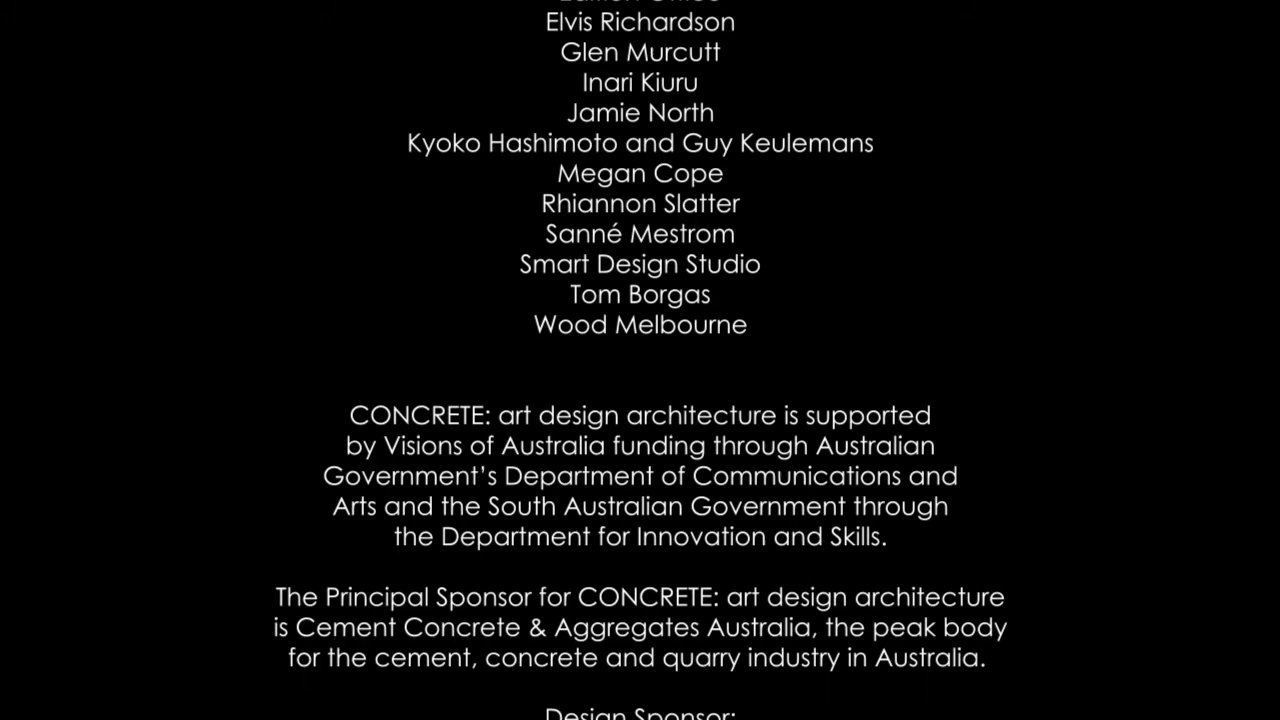 Elvis Richardson
Glen Murcutt
Inari Kiuru
Jamie North
Kyoko Hashimoto and Guy Keulemans
Megan Cope
Rhiannon Slatter
Sanné Mestrom
Smart Design Studio
Tom Borgas
Wood Melbourne
CONCRETE: art design architecture is supported
by Visions of Australia funding through Australian
Government’s Department of Communications and
Arts and the South Australian Government through
the Department for Innovation and Skills.
The Principal Sponsor for CONCRETE: art design architecture
is Cement Concrete & Aggregates Australia, the peak body
for the cement, concrete and quarry industry in Australia.
Design Sponsor: